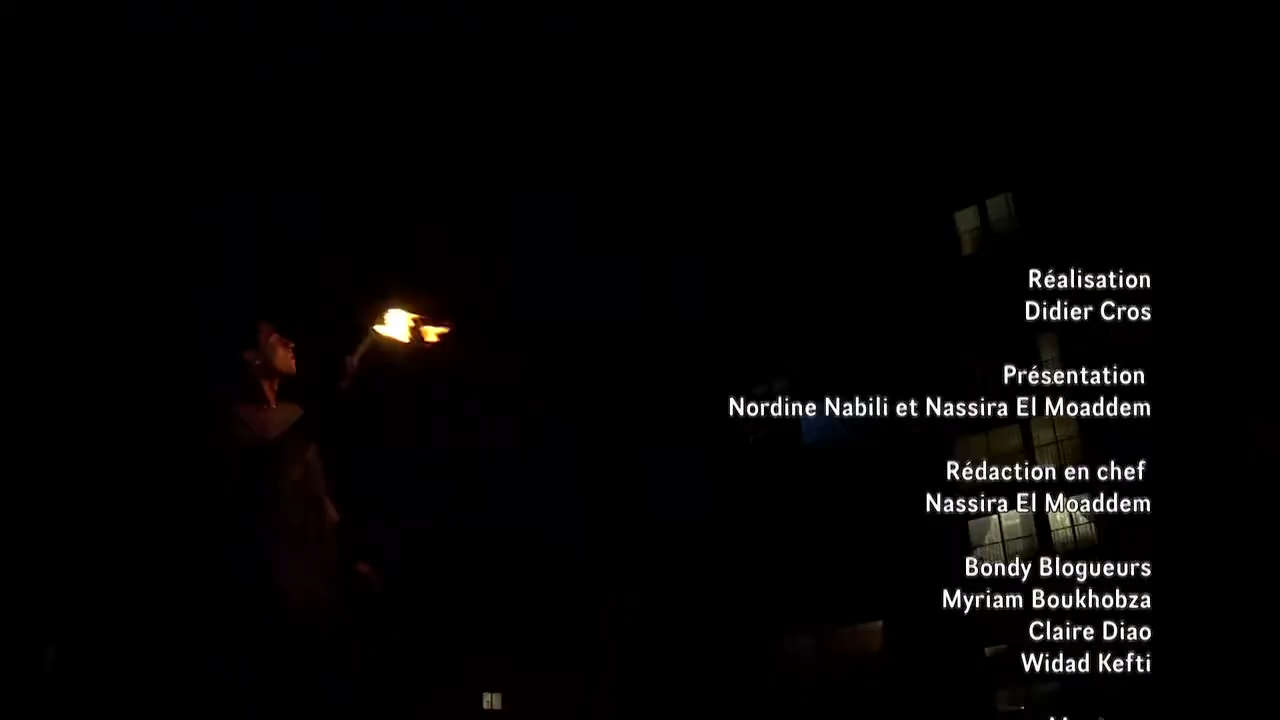 Réalisation
Didier Cros
Présentation
Nordine Nabili et Nassira El Moaddem
Rédaction en chef
Nassira El Moaddem
Bondy Blogueurs
Myriam Boukhobza
Claire Diao
Widad Kefti